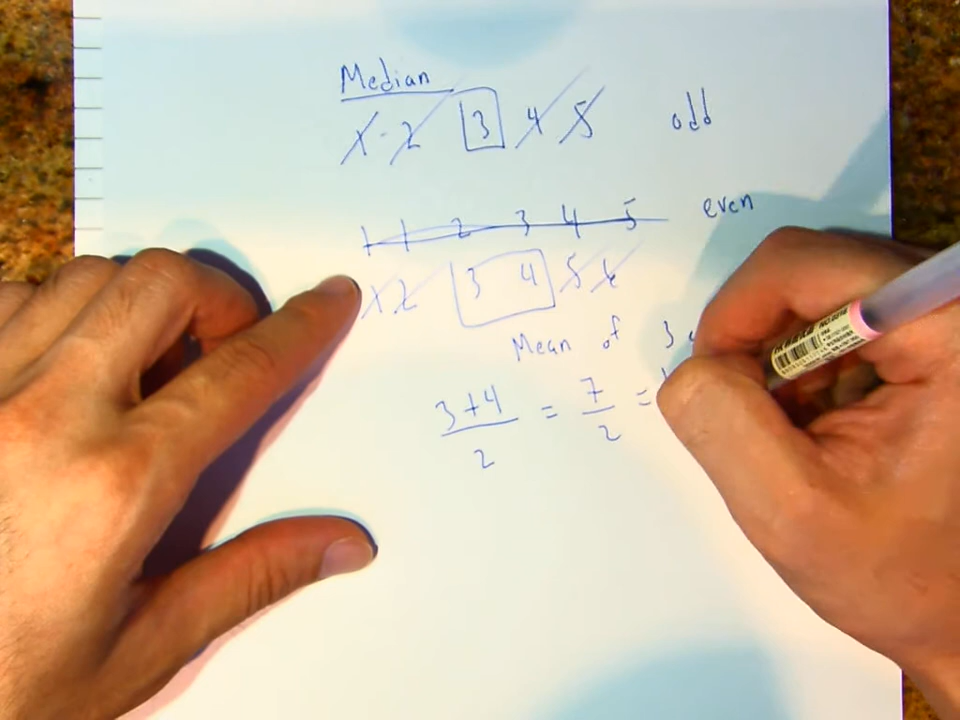 Median
1 2 3 4 5 odd
1 1 2 3 4 5 even
1 2 3 4 5 6
Mean of 3
3+4 / 2 = 7 / 2 =